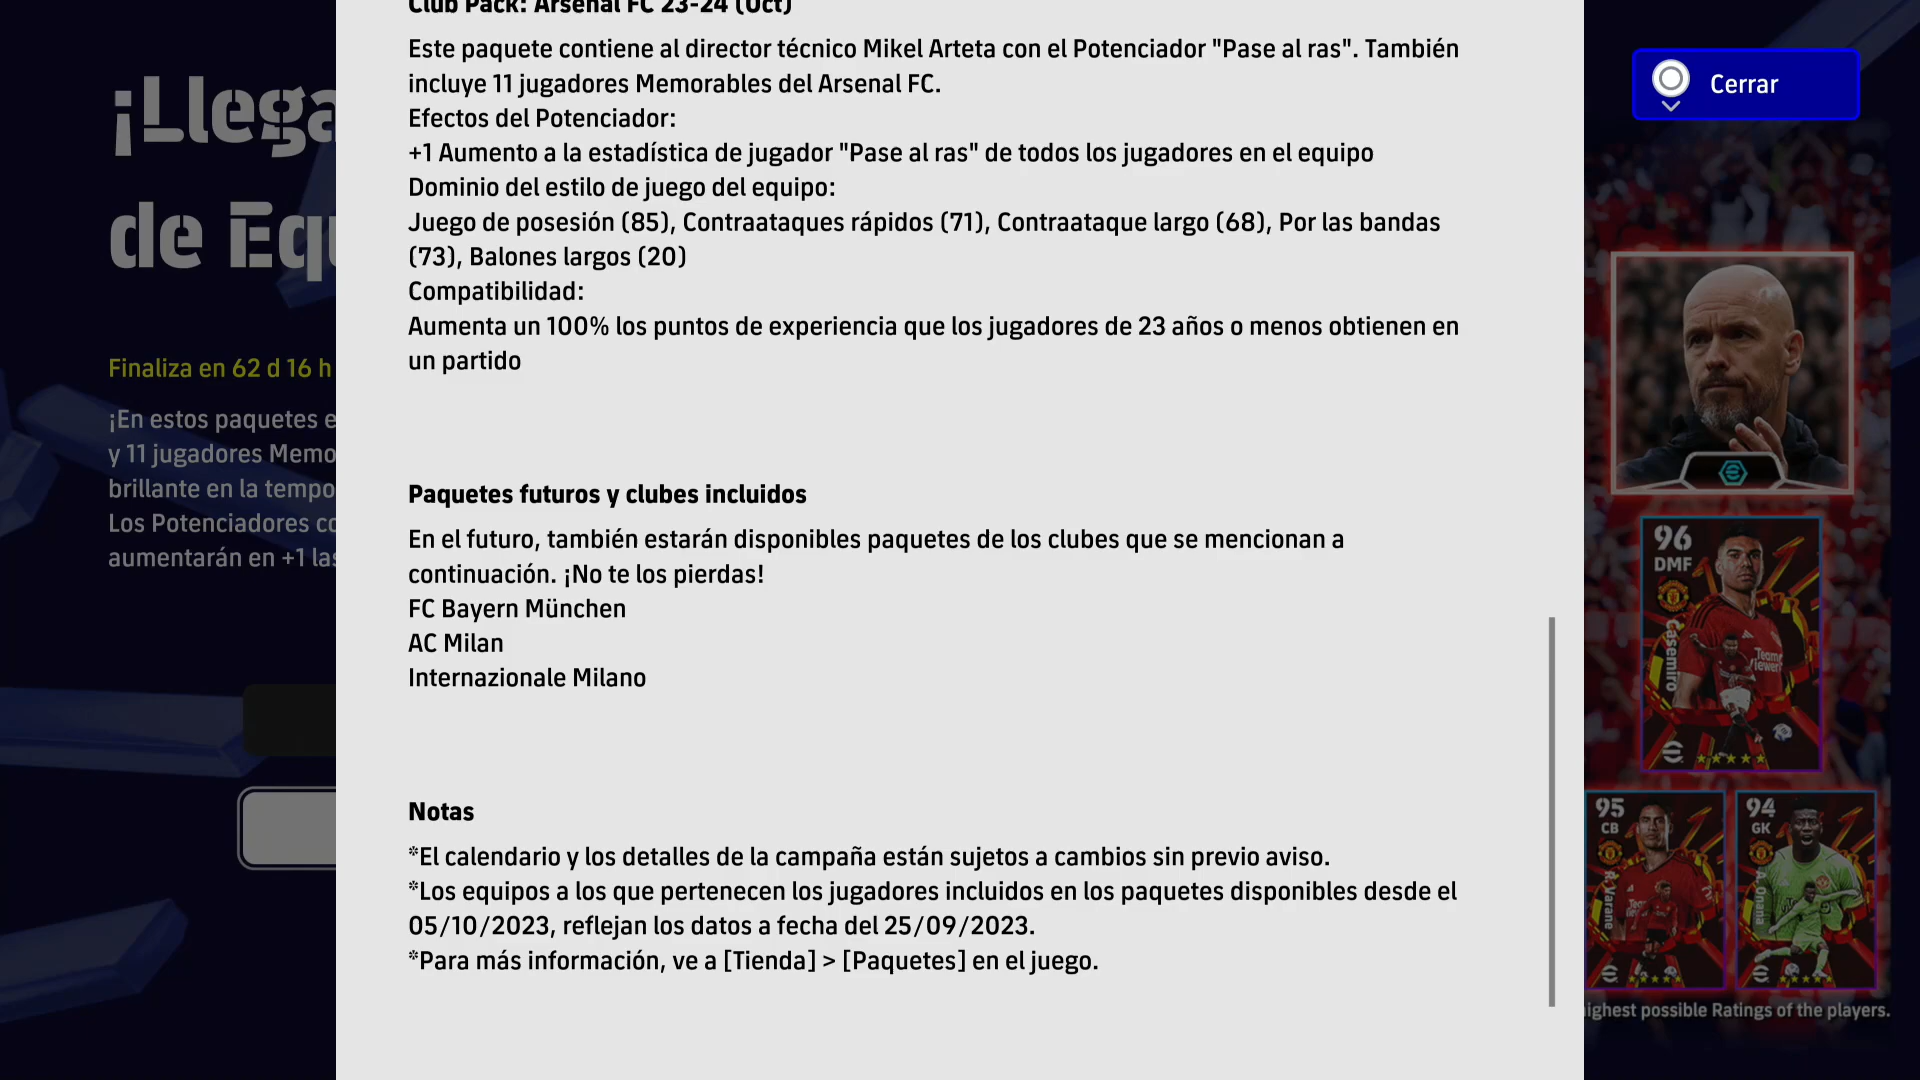 Club Pack: Arsenal FC 23-24 (Oct)
Este paquete contiene al director técnico Mikel Arteta con el Potenciador "Pase al ras". También
incluye 11 jugadores Memorables del Arsenal FC.
Efectos del Potenciador:
+1 Aumento a la estadística de jugador "Pase al ras" de todos los jugadores en el equipo
Dominio del estilo de juego del equipo:
Juego de posesión (85), Contraataques rápidos (71), Contraataque largo (68), Por las bandas
(73), Balones largos (20)
Compatibilidad:
Aumenta un 100% los puntos de experiencia que los jugadores de 23 años o menos obtienen en
un partido
Paquetes futuros y clubes incluidos
En el futuro, también estarán disponibles paquetes de los clubes que se mencionan a
continuación. ¡No te los pierdas!
FC Bayern München
AC Milan
Internazionale Milano
Notas
*El calendario y los detalles de la campaña están sujetos a cambios sin previo aviso.
*Los equipos a los que pertenecen los jugadores incluidos en los paquetes disponibles desde el
05/10/2023, reflejan los datos a fecha del 25/09/2023.
*Para más información, ve a [Tienda] > [Paquetes] en el juego.
Cerrar
¡Llega
de Equ
Finaliza en 62 d 16 h
¡En estos paquetes e
y 11 jugadores Memo
brillante en la tempo
Los Potenciadores co
aumentarán en +1 las
96
DMF
Casemiro
TeamViewer
95
CB
R. Varane
94
GK
A. Onana
ighest possible Ratings of the players.